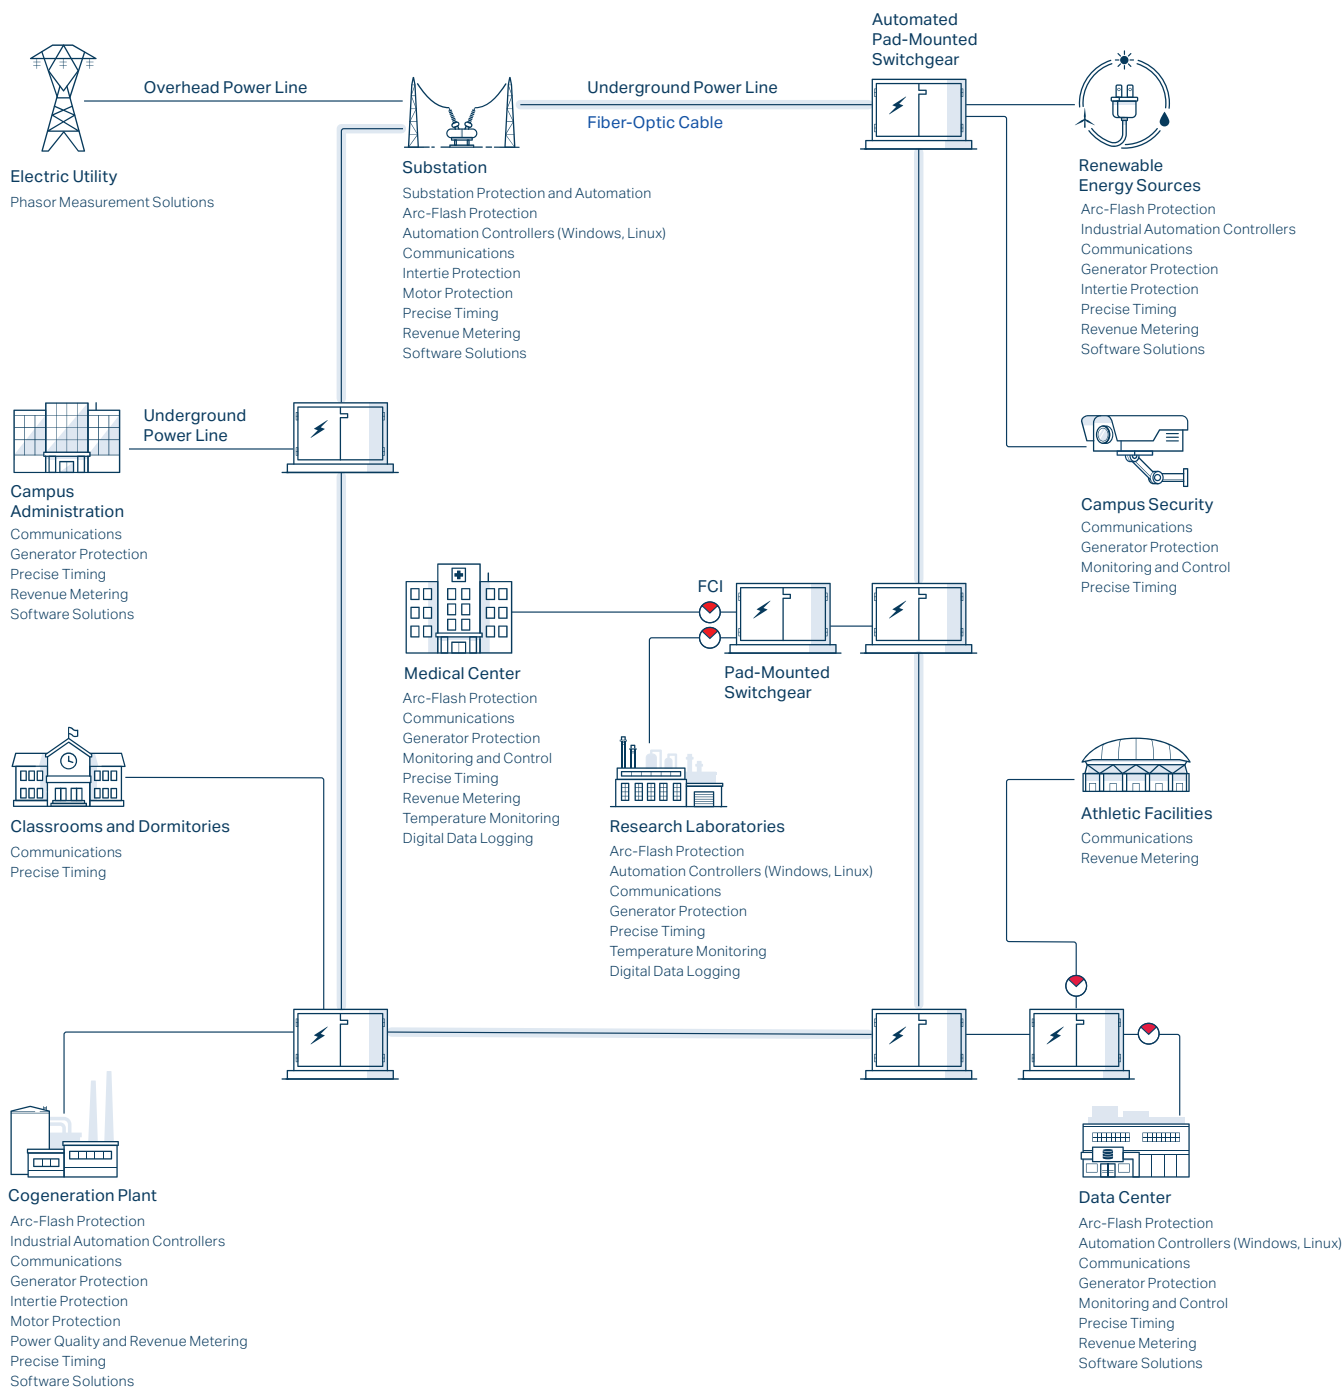 Automated
Pad-Mounted
Switchgear
Overhead Power Line
Underground Power Line
Fiber-Optic Cable
Electric Utility
Phasor Measurement Solutions
Substation
Substation Protection and Automation
Arc-Flash Protection
Automation Controllers (Windows, Linux)
Communications
Intertie Protection
Motor Protection
Precise Timing
Revenue Metering
Software Solutions
Renewable
Energy Sources
Arc-Flash Protection
Industrial Automation Controllers
Communications
Generator Protection
Intertie Protection
Precise Timing
Revenue Metering
Software Solutions
Underground
Power Line
Campus
Administration
Communications
Generator Protection
Precise Timing
Revenue Metering
Software Solutions
Campus Security
Communications
Generator Protection
Monitoring and Control
Precise Timing
FCI
Pad-Mounted
Switchgear
Medical Center
Arc-Flash Protection
Communications
Generator Protection
Monitoring and Control
Precise Timing
Revenue Metering
Temperature Monitoring
Digital Data Logging
Research Laboratories
Arc-Flash Protection
Automation Controllers (Windows, Linux)
Communications
Generator Protection
Precise Timing
Temperature Monitoring
Digital Data Logging
Classrooms and Dormitories
Communications
Precise Timing
Athletic Facilities
Communications
Revenue Metering
Cogeneration Plant
Arc-Flash Protection
Industrial Automation Controllers
Communications
Generator Protection
Intertie Protection
Motor Protection
Power Quality and Revenue Metering
Precise Timing
Software Solutions
Data Center
Arc-Flash Protection
Automation Controllers (Windows, Linux)
Communications
Generator Protection
Monitoring and Control
Precise Timing
Revenue Metering
Software Solutions